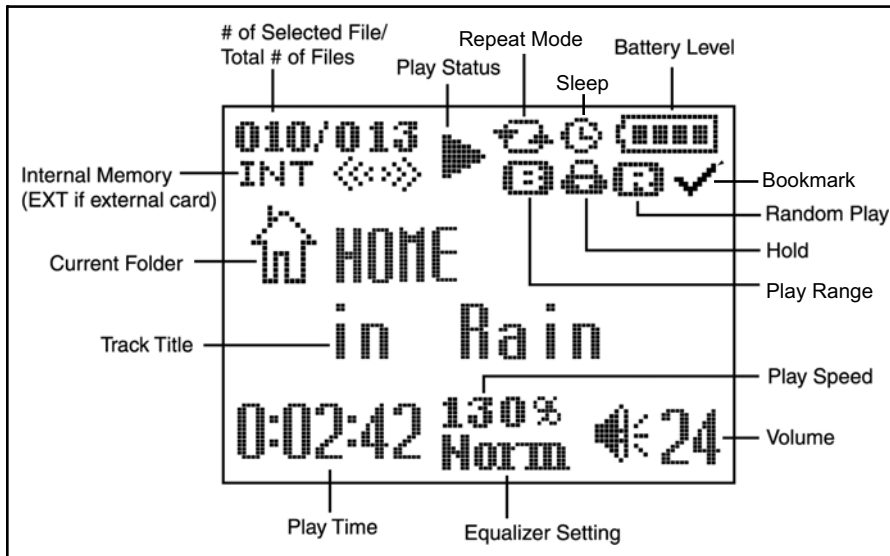 # of Selected File/
Total # of Files
Play Status
Repeat Mode
Sleep
Battery Level
010/013
INT
Internal Memory
(EXT if external card)
Bookmark
Random Play
Hold
Play Range
Current Folder
HOME
Track Title
in Rain
Play Speed
0:02:42
130%
Norm
24
Volume
Play Time
Equalizer Setting